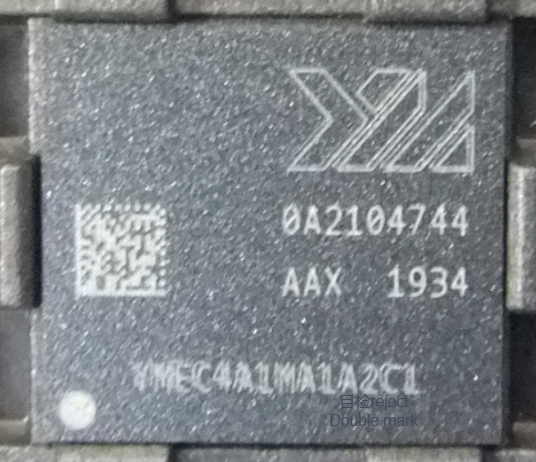 0A2104744
AAX 1934
YMEC4A1MA1A2C1
目检reject
Double mark